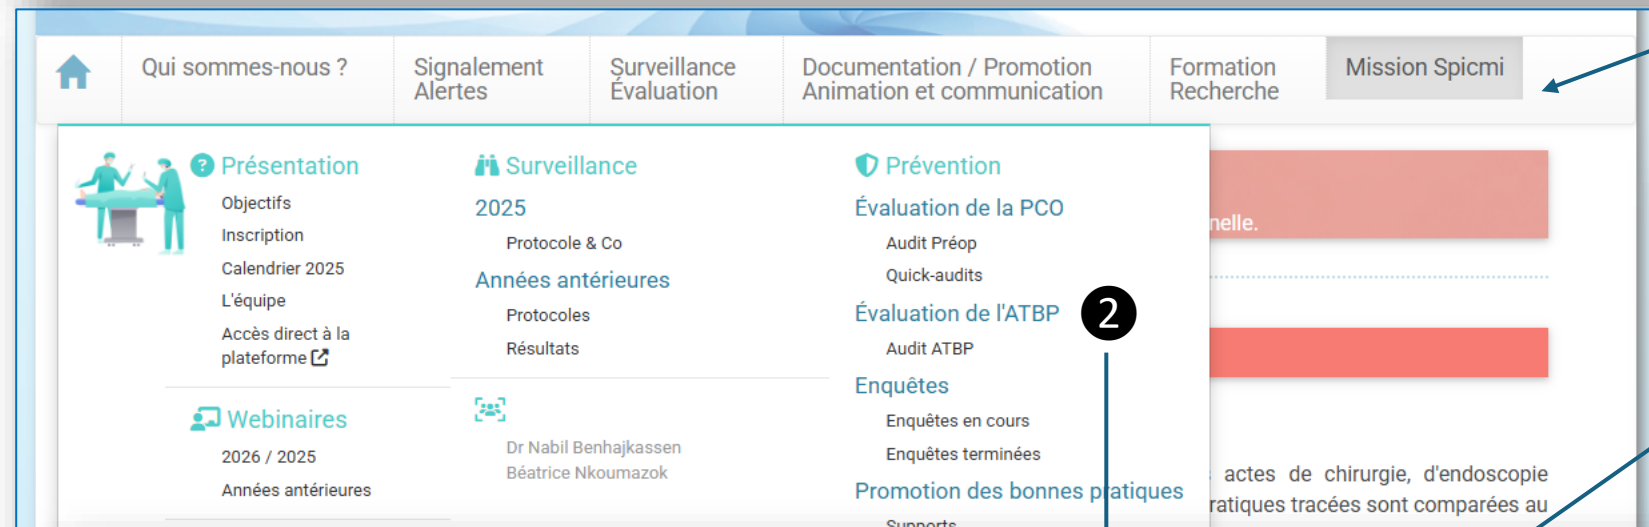 Qui sommes-nous ?
Signalement
Alertes
Surveillance
Évaluation
Documentation / Promotion
Animation et communication
Formation
Recherche
Mission Spicmi
Présentation
Objectifs
Inscription
Calendrier 2025
L'équipe
Accès direct à la
plateforme
Webinaires
2026 / 2025
Années antérieures
Surveillance
2025
Protocole & Co
Années antérieures
Protocoles
Résultats
Dr Nabil Benhajkassen
Béatrice Nkoumazok
Prévention
Évaluation de la PCO
Audit Préop
Quick-audits
Évaluation de l'ATBP
2
Audit ATBP
Enquêtes
Enquêtes en cours
Enquêtes terminées
Promotion des bonnes pratiques
Supports
nelle.
actes de chirurgie, d'endoscopie
ratiques tracées sont comparées au